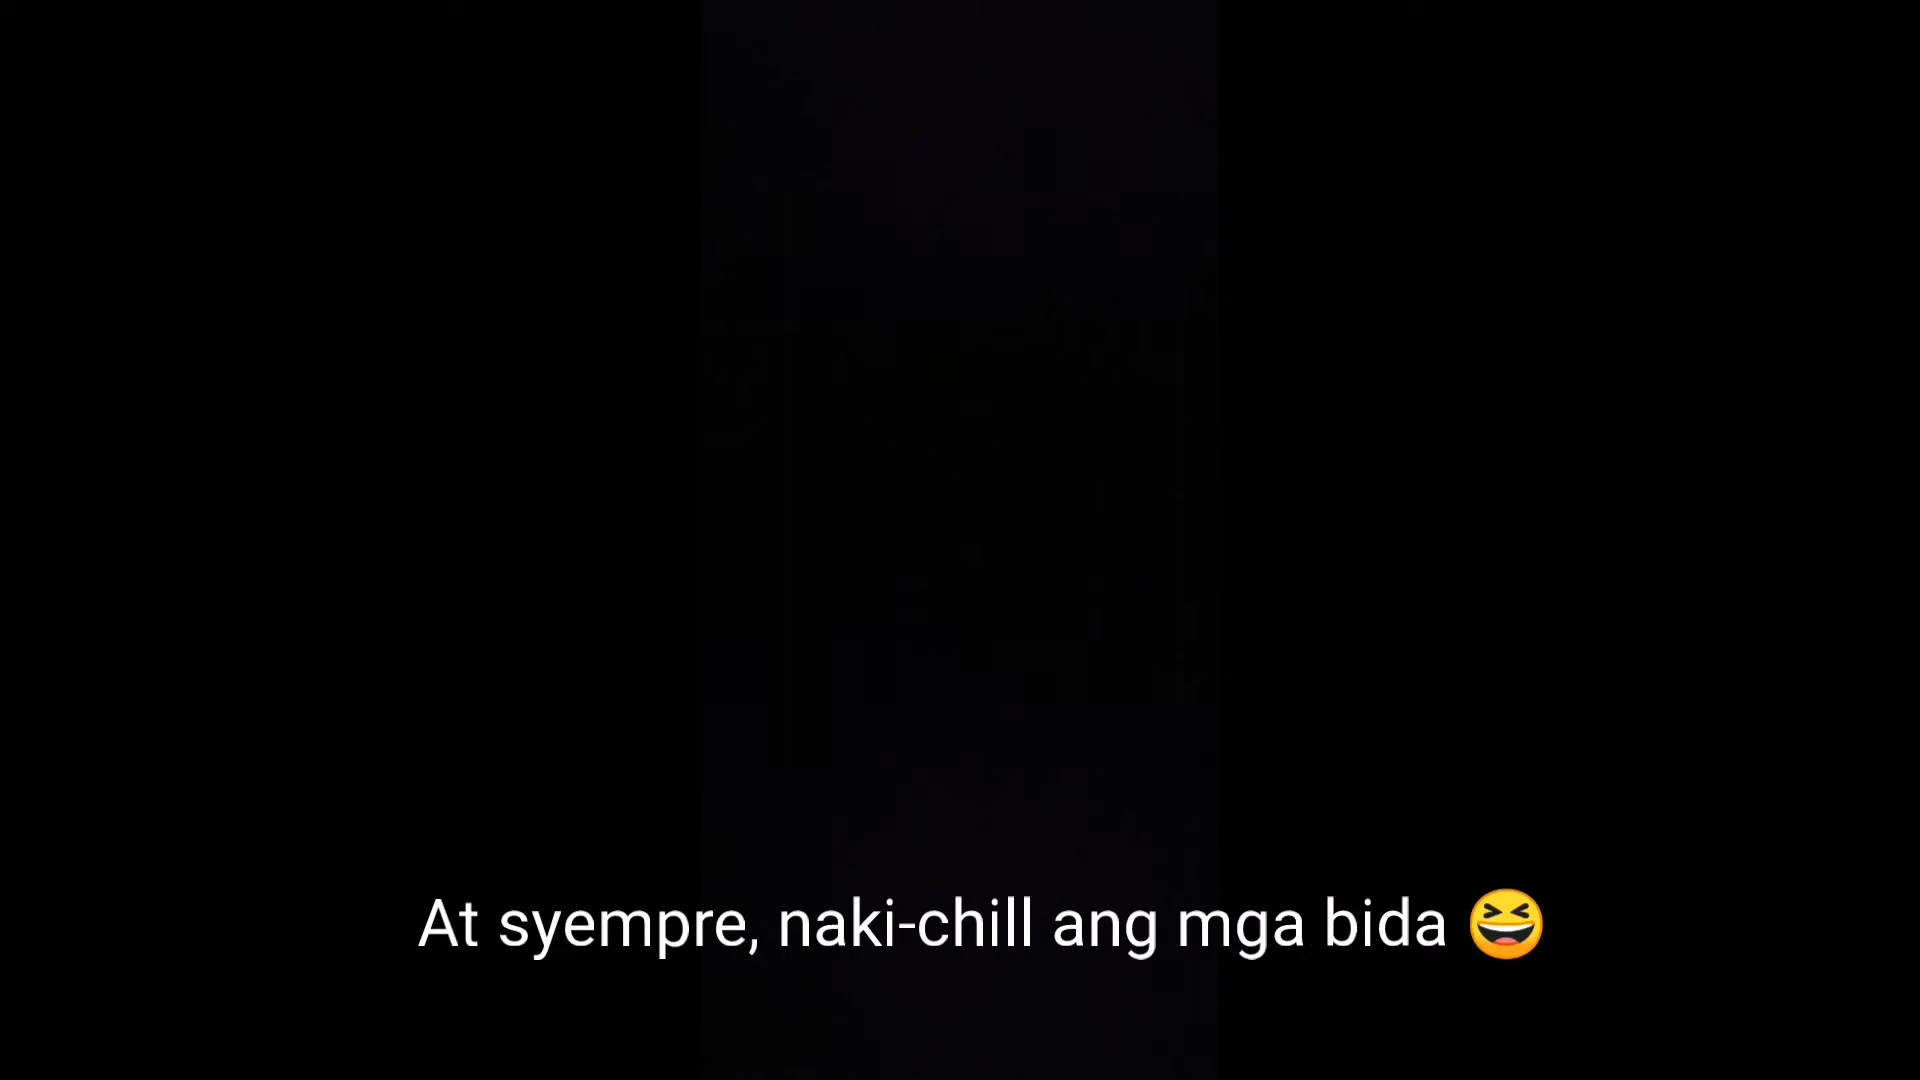 At syempre, naki-chill ang mga bida 😆